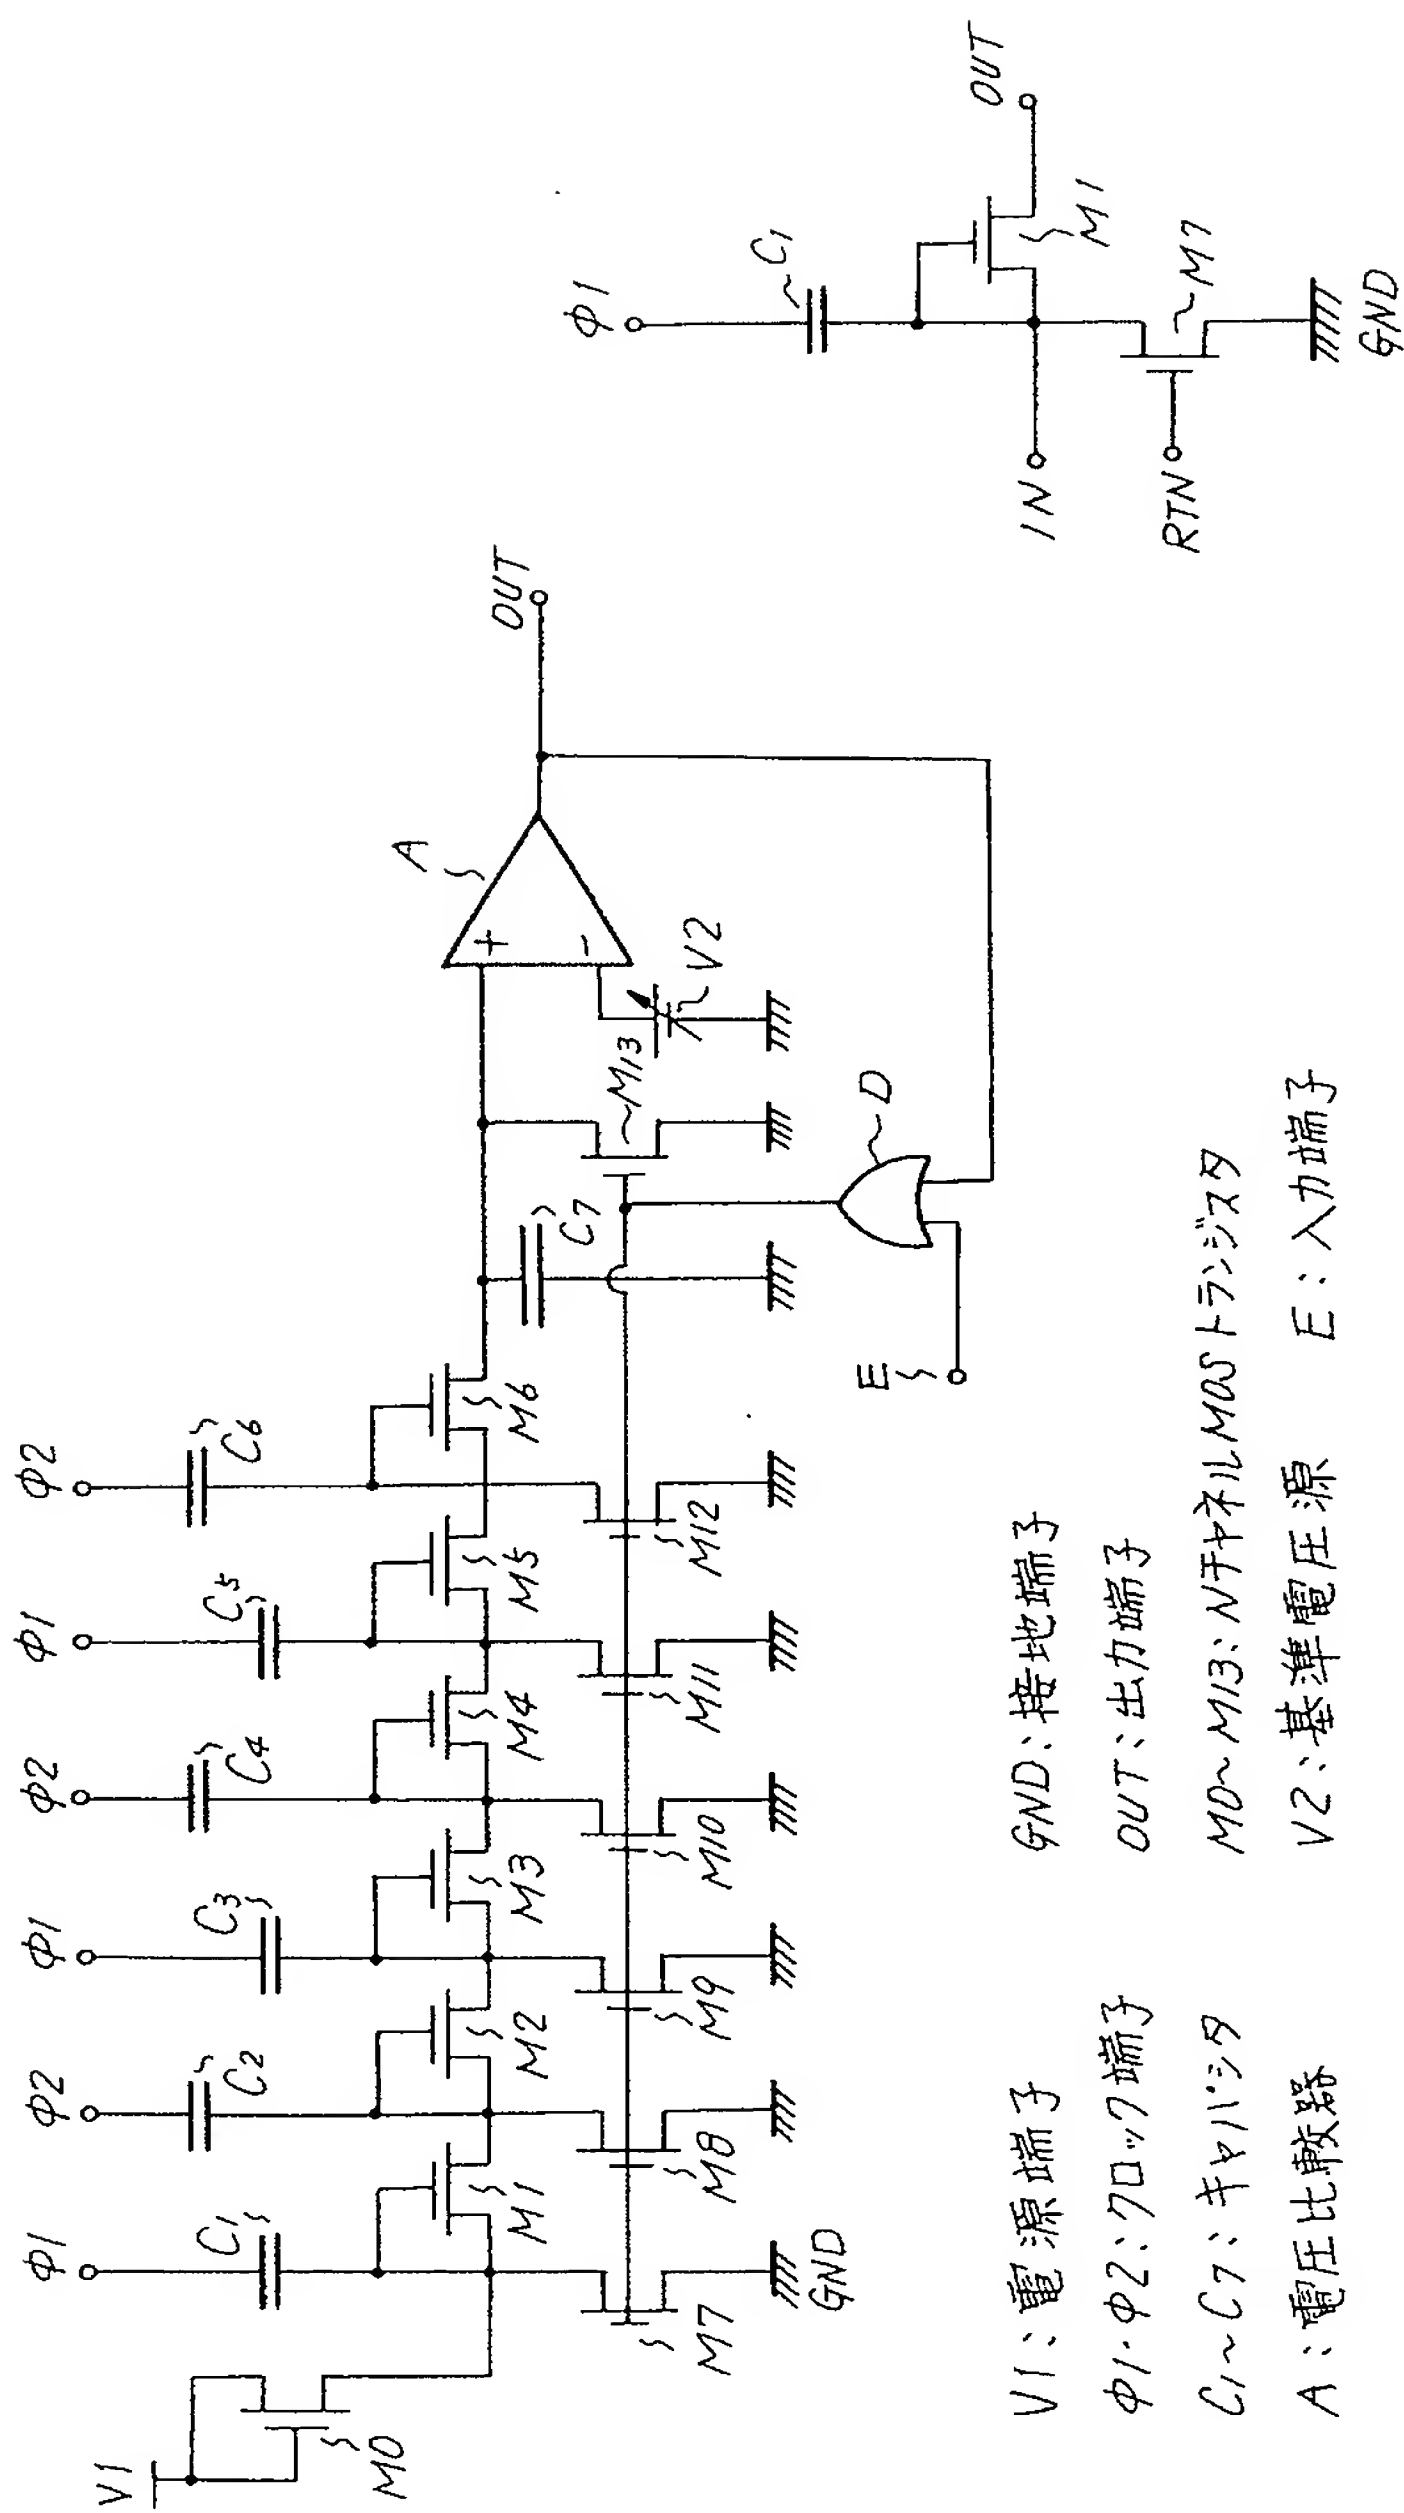 V1
M0
φ1
C1
M1
M7
GND
φ2
C2
M2
M8
φ1
C3
M3
M9
φ2
C4
M4
M10
φ1
C5
M5
M11
φ2
C6
M6
M12
C7
M13
E
D
A
+
-
V2
OUT
φ1
C1
M1
OUT
IN
RTN
M7
GND
V1:電源端子 GND:接地端子
φ1・φ2:クロック端子 OUT:出力端子
C1~C7:キャパシタ M0~M13:NチャネルMOSトランジスタ
A:電圧比較器 V2:基準電圧源 E:入力端子